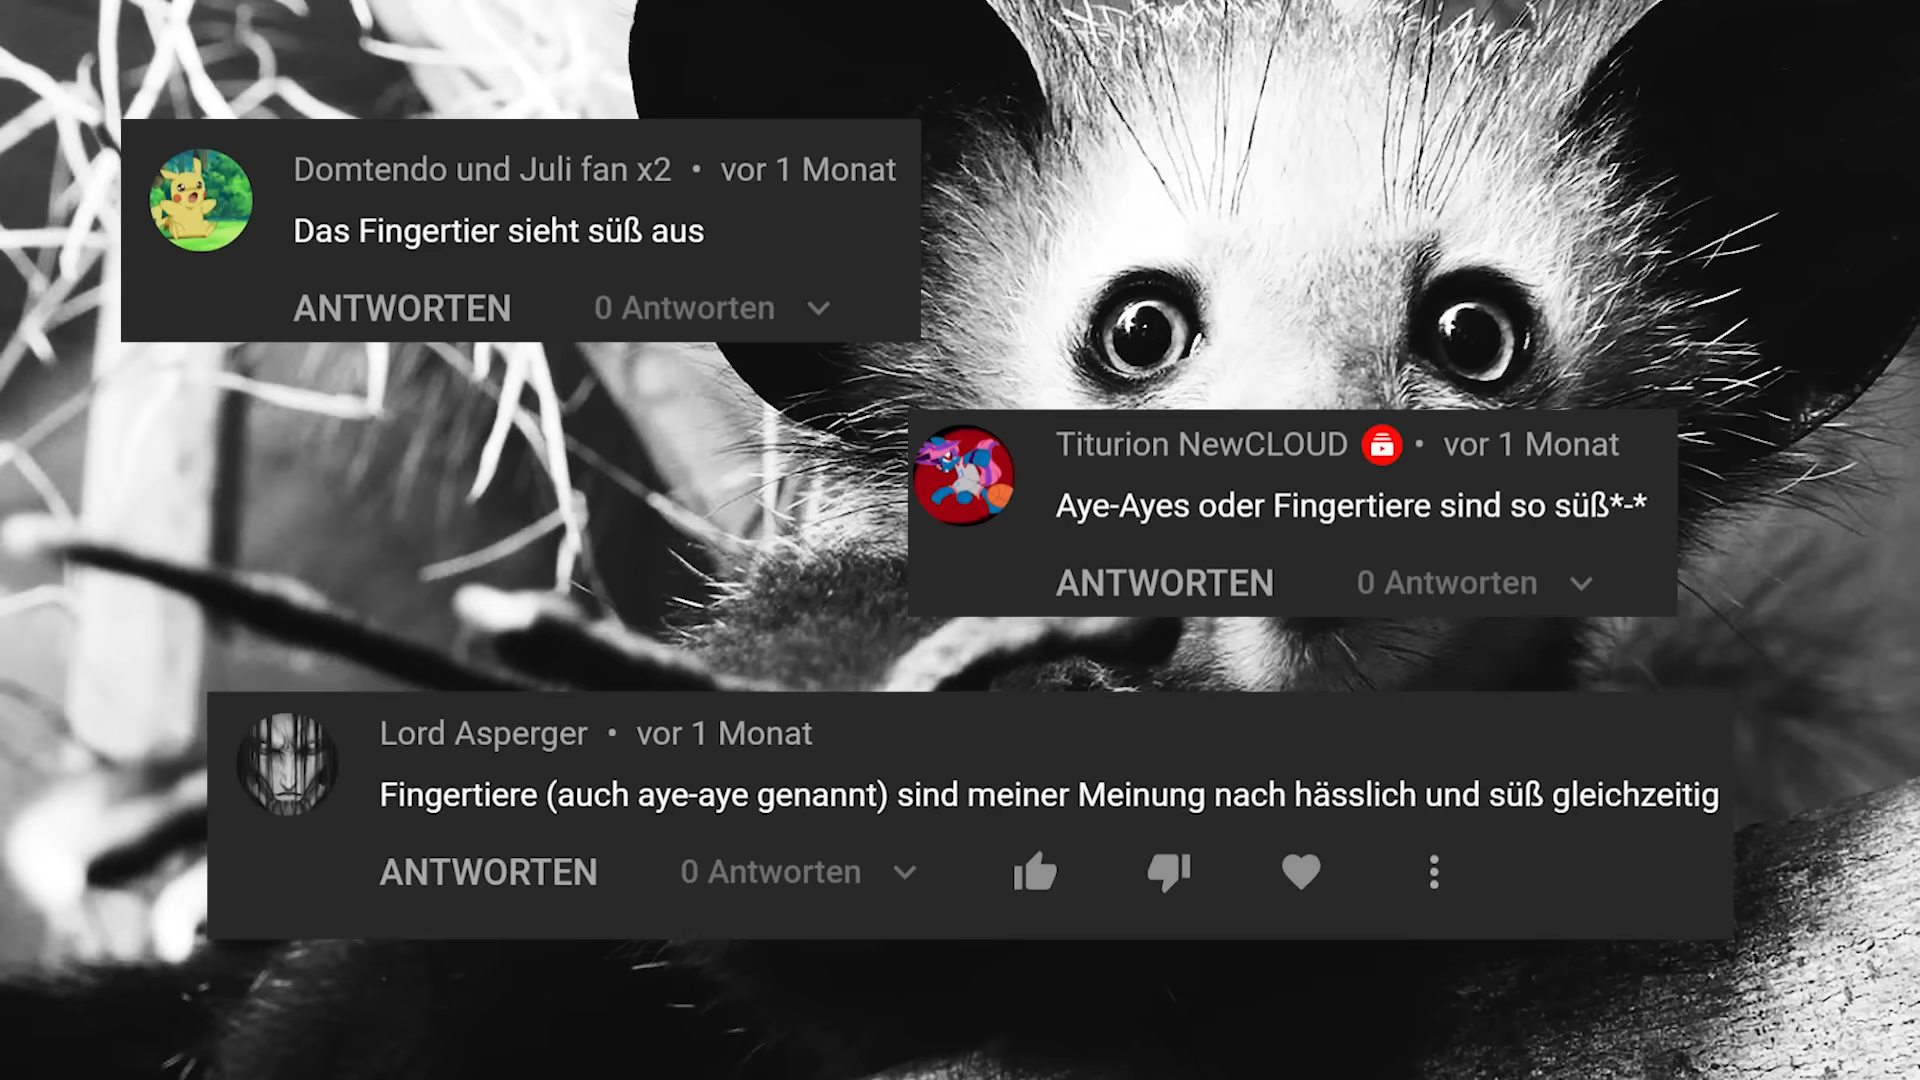 Domtendo und Juli fan x2 • vor 1 Monat
Das Fingertier sieht süß aus
ANTWORTEN 0 Antworten
Titurion NewCLOUD • vor 1 Monat
Aye-Ayes oder Fingertiere sind so süß*-*
ANTWORTEN 0 Antworten
Lord Asperger • vor 1 Monat
Fingertiere (auch aye-aye genannt) sind meiner Meinung nach hässlich und süß gleichzeitig
ANTWORTEN 0 Antworten